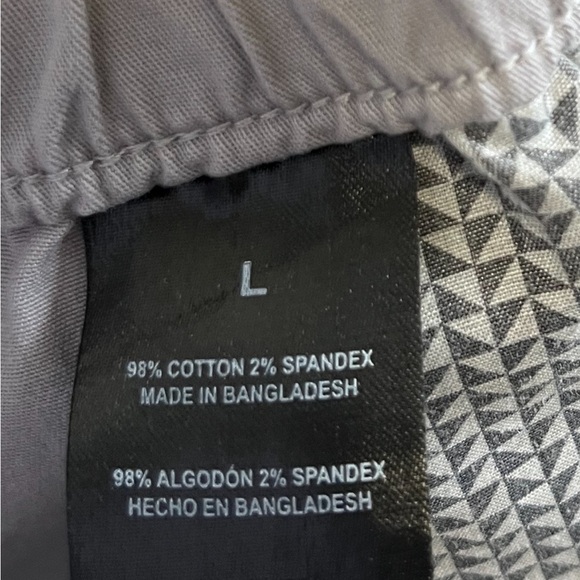 L
98% COTTON 2% SPANDEX
MADE IN BANGLADESH
98% ALGODÓN 2% SPANDEX
HECHO EN BANGLADESH